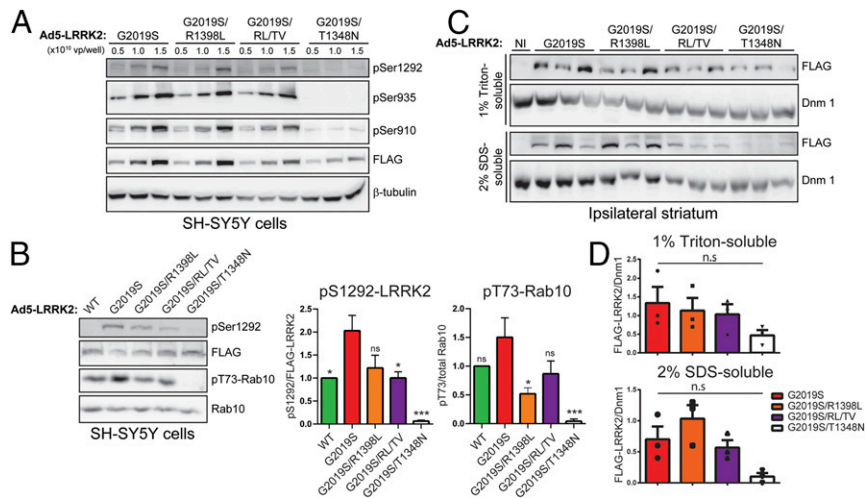 A
Ad5-LRRK2:
(x10¹⁰ vp/well)
G2019S
G2019S/
R1398L
G2019S/
RL/TV
G2019S/
T1348N
0.5 1.0 1.5 0.5 1.0 1.5 0.5 1.0 1.5 0.5 1.0 1.5
pSer1292
pSer935
pSer910
FLAG
β-tubulin
SH-SY5Y cells
B
Ad5-LRRK2:
WT
G2019S
G2019S/R1398L
G2019S/RL/TV
G2019S/T1348N
pSer1292
FLAG
pT73-Rab10
Rab10
SH-SY5Y cells
pS1292-LRRK2
pS1292/FLAG-LRRK2
2.5
2.0
1.5
1.0
0.5
0.0
*
ns
*
***
WT
G2019S
G2019S/R1398L
G2019S/RL/TV
G2019S/T1348N
pT73-Rab10
pT73/total Rab10
2.0
1.5
1.0
0.5
0.0
ns
*
ns
***
WT
G2019S
G2019S/R1398L
G2019S/RL/TV
G2019S/T1348N
C
Ad5-LRRK2:
NI
G2019S
G2019S/
R1398L
G2019S/
RL/TV
G2019S/
T1348N
1% Triton-
soluble
FLAG
Dnm 1
2% SDS-
soluble
FLAG
Dnm 1
Ipsilateral striatum
D
1% Triton-soluble
n.s
FLAG-LRRK2/Dnm1
2.5
2.0
1.5
1.0
0.5
0.0
2% SDS-soluble
n.s
FLAG-LRRK2/Dnm1
1.5
1.0
0.5
0.0
G2019S
G2019S/R1398L
G2019S/RL/TV
G2019S/T1348N